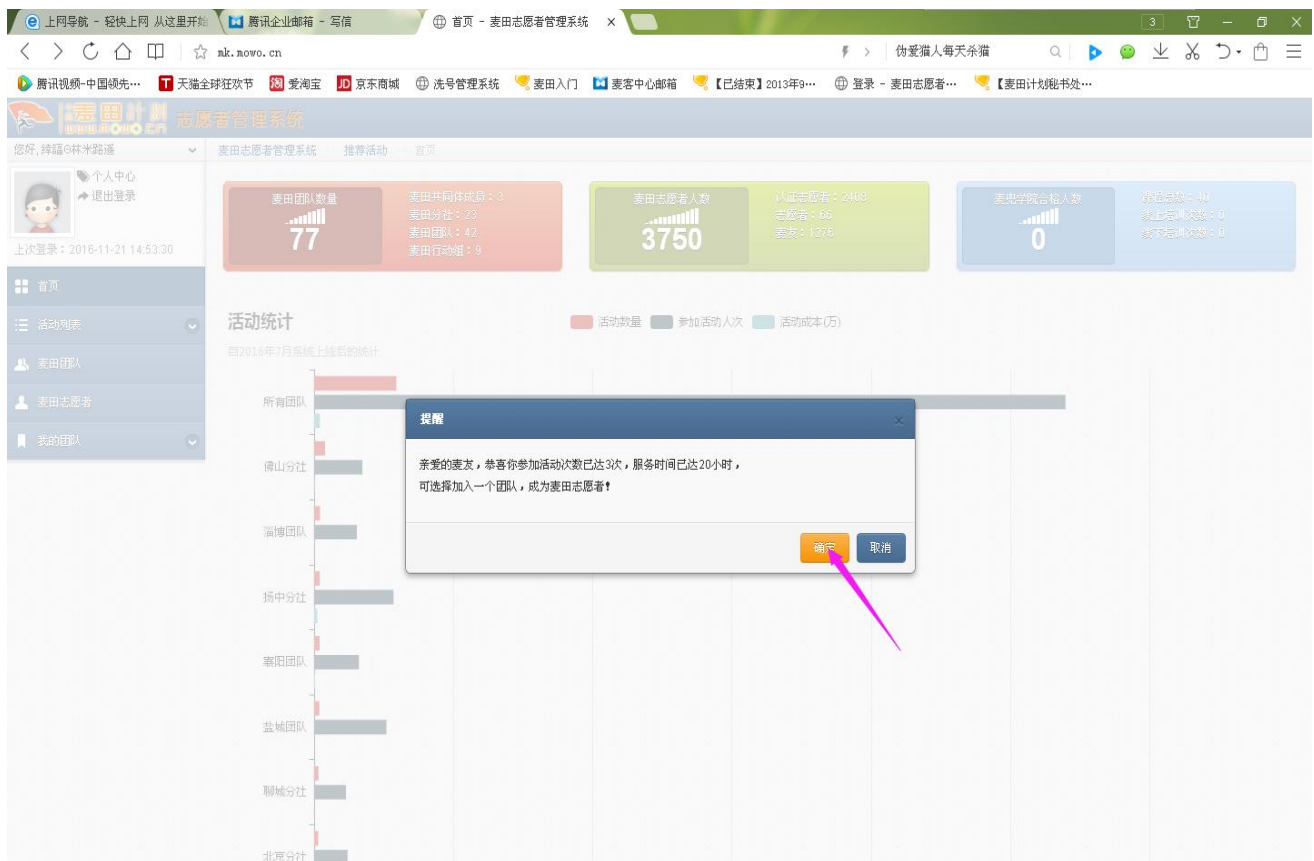 上网导航 - 轻快上网 从这里开始
腾讯企业邮箱 - 写信
首页 - 麦田志愿者管理系统
3
mk.mowo.cn
伪爱猫人每天杀猫
腾讯视频-中国领先…
天猫全球狂欢节
爱淘宝
京东商城
洗号管理系统
麦田入门
麦客中心邮箱
【已结束】2013年9…
登录 - 麦田志愿者…
【麦田计划秘书处…
麦田计划
www.mowo.cn
志愿者管理系统
麦田志愿者管理系统
推荐活动
首页
个人中心
退出登录
上次登录：2016-11-21 14:53:30
首页
活动列表
麦田团队
麦田志愿者
我的团队
麦田团队数量
77
麦田共同体成员：3
麦田分社：23
麦田团队：42
麦田行动组：9
麦田志愿者人数
3750
认证志愿者：2408
志愿者：66
麦友：1276
0
活动统计
活动数量
参加活动人次
活动成本(万)
自2016年7月系统上线后的统计
所有团队
佛山分社
淄博团队
扬中分社
襄阳团队
盐城团队
聊城分社
北京分社
提醒
×
亲爱的麦友，恭喜你参加活动次数已达3次，服务时间已达20小时，
可选择加入一个团队，成为麦田志愿者！
确定
取消